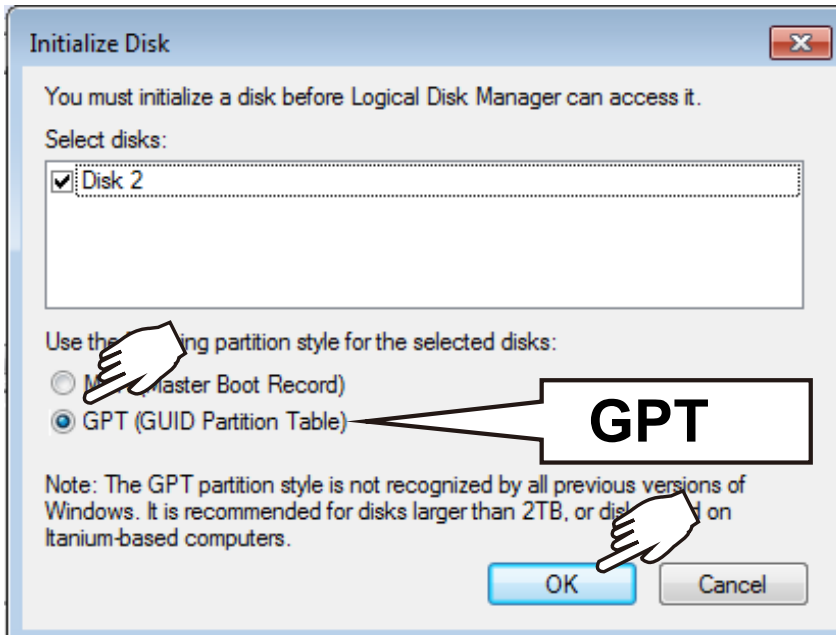 Initialize Disk
You must initialize a disk before Logical Disk Manager can access it.
Select disks:
Disk 2
Use the ing partition style for the selected disks:
(Master Boot Record)
GPT (GUID Partition Table)
GPT
Note: The GPT partition style is not recognized by all previous versions of
Windows. It is recommended for disks larger than 2TB, or on
Itanium-based computers.
OK
Cancel